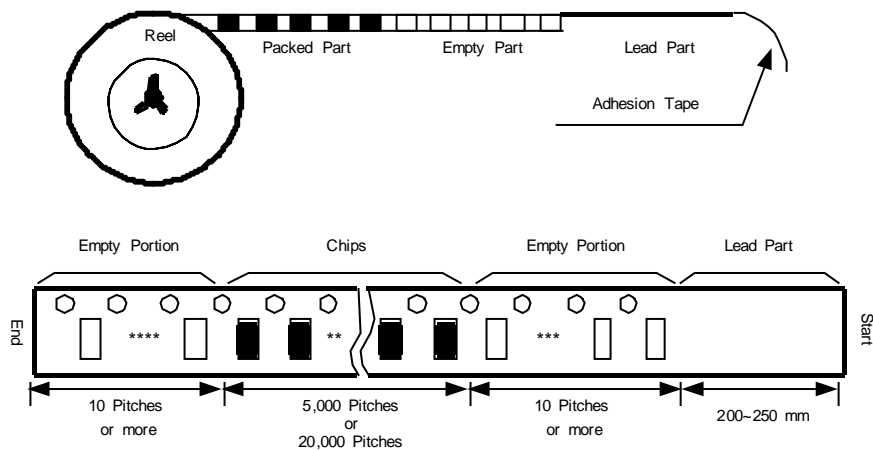 Reel
Packed Part
Empty Part
Lead Part
Adhesion Tape
Empty Portion
Chips
Empty Portion
Lead Part
End
****
**
***
Start
10 Pitches
or more
5,000 Pitches
or
20,000 Pitches
10 Pitches
or more
200~250 mm